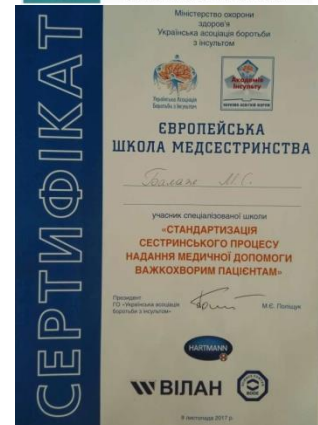 СЕРТИФІКАТ
Міністерство охорони
здоров'я
Українська асоціація боротьби
з інсультом
Українська Асоціація
Боротьби з Інсультом
Академія
Інсульту
ЄВРОПЕЙСЬКА
ШКОЛА МЕДСЕСТРИНСТВА
М.С.
учасник спеціалізованої школи
«СТАНДАРТИЗАЦІЯ
СЕСТРИНСЬКОГО ПРОЦЕСУ
НАДАННЯ МЕДИЧНОЇ ДОПОМОГИ
ВАЖКОХВОРИМ ПАЦІЄНТАМ»
Президент
ГО «Українська асоціація
боротьби з інсультом»
М.Є. Поліщук
HARTMANN
ВІЛАН
9 листопада 2017 р.